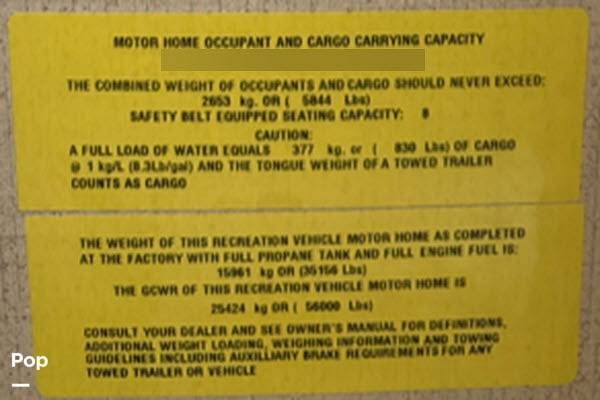 MOTOR HOME OCCUPANT AND CARGO CARRYING CAPACITY
THE COMBINED WEIGHT OF OCCUPANTS AND CARGO SHOULD NEVER EXCEED:
2653 kg. OR ( 5844 Lbs)
SAFETY BELT EQUIPPED SEATING CAPACITY: 8
CAUTION:
A FULL LOAD OF WATER EQUALS 377 kg. or ( 830 Lbs) OF CARGO
@ 1 kg/L (8.3Lb/gal) AND THE TONGUE WEIGHT OF A TOWED TRAILER
COUNTS AS CARGO
THE WEIGHT OF THIS RECREATION VEHICLE MOTOR HOME AS COMPLETED
AT THE FACTORY WITH FULL PROPANE TANK AND FULL ENGINE FUEL IS:
15961 kg OR (35156 Lbs)
THE GCWR OF THIS RECREATION VEHICLE MOTOR HOME IS
25424 kg OR ( 56000 Lbs)
CONSULT YOUR DEALER AND SEE OWNER'S MANUAL FOR DEFINITIONS,
ADDITIONAL WEIGHT LOADING, WEIGHING INFORMATION AND TOWING
GUIDELINES INCLUDING AUXILLIARY BRAKE REQUIREMENTS FOR ANY
TOWED TRAILER OR VEHICLE
Pop